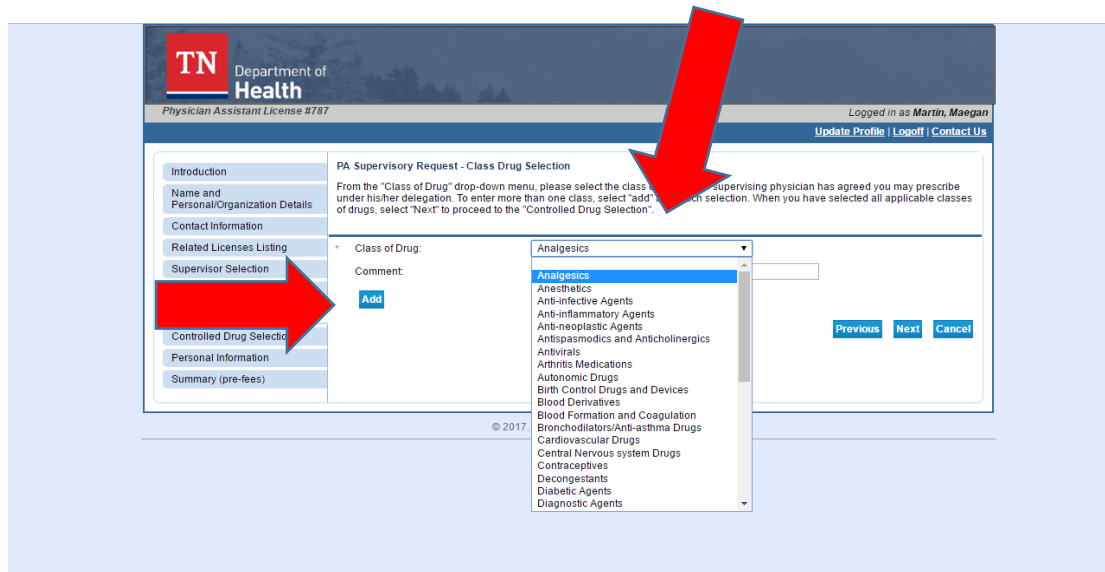 TN Department of
Health
Physician Assistant License #787
Logged in as Martin, Maegan
Update Profile | Logoff | Contact Us
Introduction
Name and
Personal/Organization Details
Contact Information
Related Licenses Listing
Supervisor Selection
Controlled Drug Selectio
Personal Information
Summary (pre-fees)
PA Supervisory Request - Class Drug Selection
From the "Class of Drug" drop-down menu, please select the class supervising physician has agreed you may prescribe
under his/her delegation. To enter more than one class, select "add" selection. When you have selected all applicable classes
of drugs, select "Next" to proceed to the "Controlled Drug Selection".
* Class of Drug: Analgesics
Comment:
Add
Analgesics
Anesthetics
Anti-infective Agents
Anti-inflammatory Agents
Anti-neoplastic Agents
Antispasmodics and Anticholinergics
Antivirals
Arthritis Medications
Autonomic Drugs
Birth Control Drugs and Devices
Blood Derivatives
Blood Formation and Coagulation
Bronchodilators/Anti-asthma Drugs
Cardiovascular Drugs
Central Nervous system Drugs
Contraceptives
Decongestants
Diabetic Agents
Diagnostic Agents
Previous Next Cancel
© 2017.